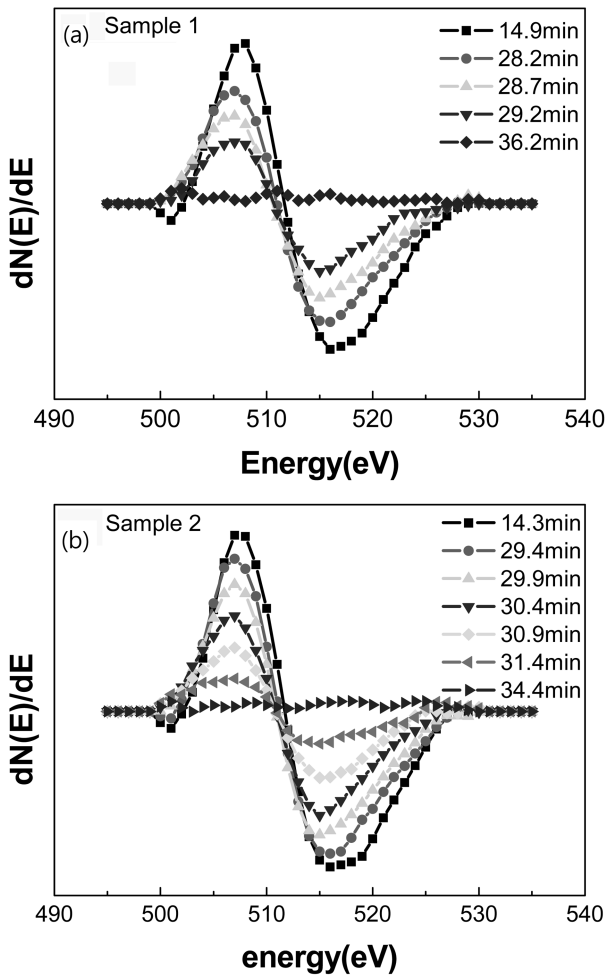 (a) Sample 1
14.9min
28.2min
28.7min
29.2min
36.2min
dN(E)/dE
490 500 510 520 530 540
Energy(eV)
(b) Sample 2
14.3min
29.4min
29.9min
30.4min
30.9min
31.4min
34.4min
dN(E)/dE
490 500 510 520 530 540
energy(eV)